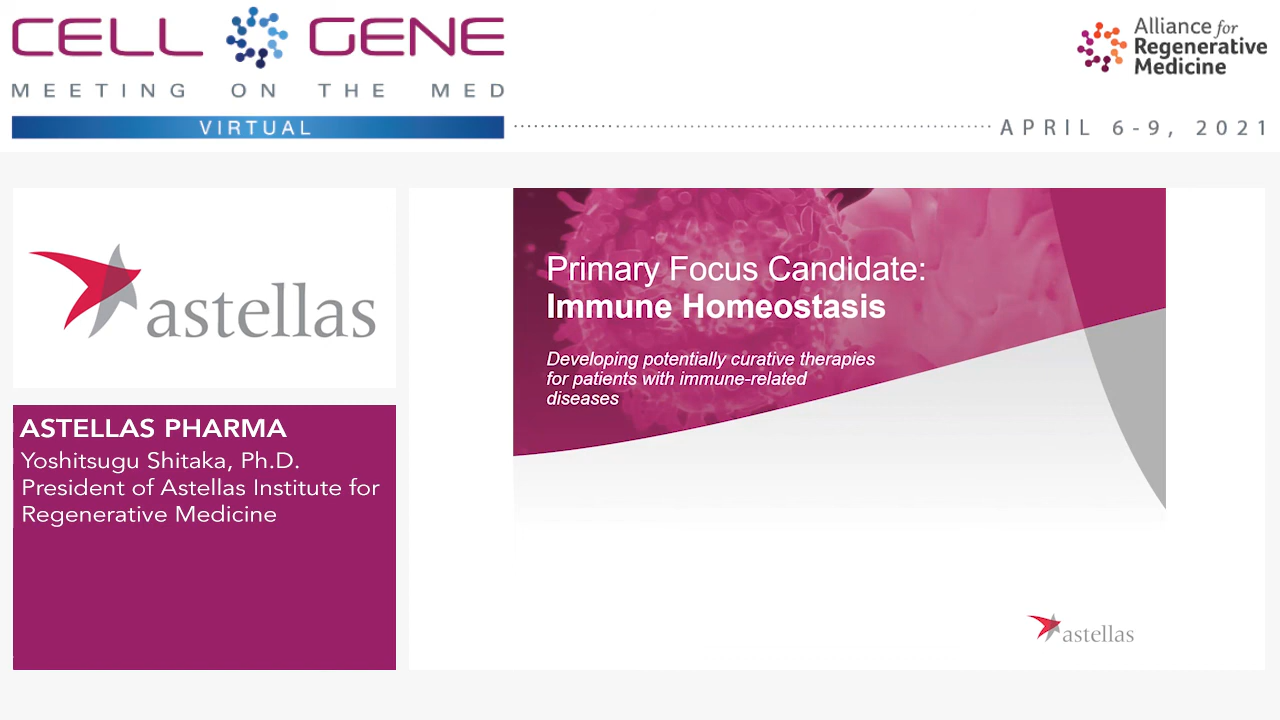 CELL GENE
MEETING ON THE MED
VIRTUAL
Alliance for
Regenerative
Medicine
APRIL 6-9, 2021
astellas
ASTELLAS PHARMA
Yoshitsugu Shitaka, Ph.D.
President of Astellas Institute for
Regenerative Medicine
Primary Focus Candidate:
Immune Homeostasis
Developing potentially curative therapies
for patients with immune-related
diseases
astellas